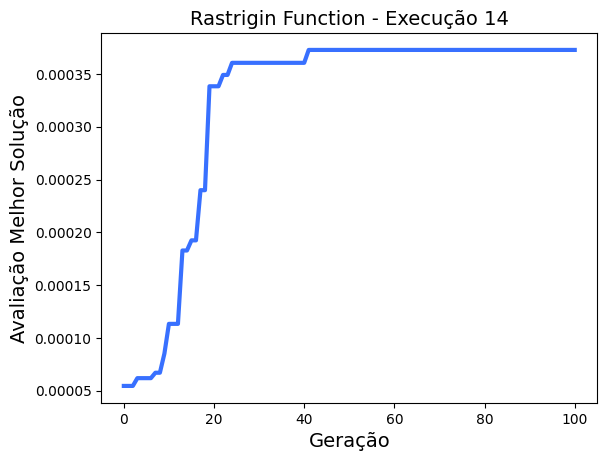 Rastrigin Function - Execução 14
Avaliação Melhor Solução
0.00035
0.00030
0.00025
0.00020
0.00015
0.00010
0.00005
0 20 40 60 80 100
Geração